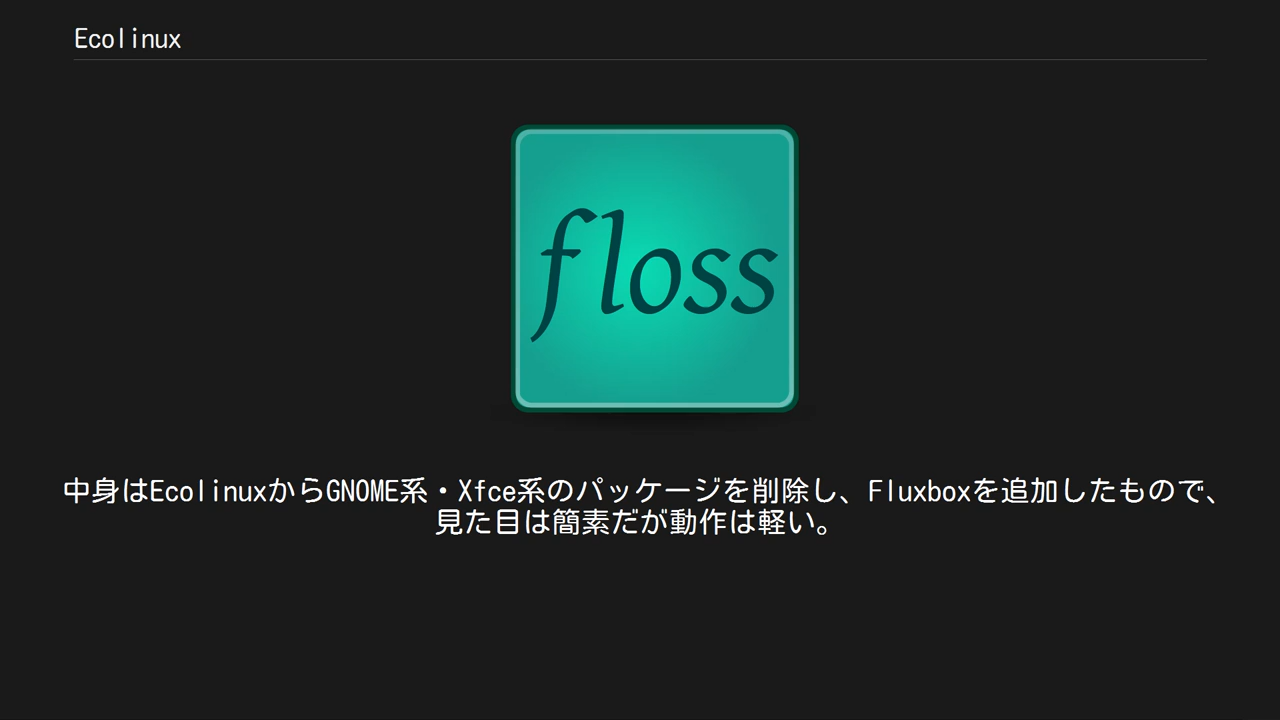 Ecolinux
floss
中身はEcolinuxからGNOME系・Xfce系のパッケージを削除し、Fluxboxを追加したもので、
見た目は簡素だが動作は軽い。